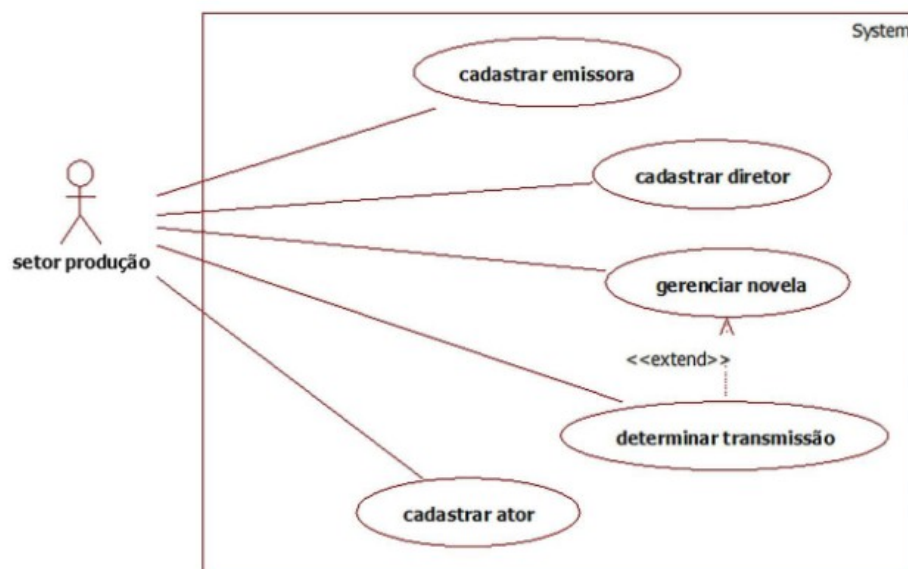 System
cadastrar emissora
cadastrar diretor
setor produção
gerenciar novela
<<extend>>
determinar transmissão
cadastrar ator